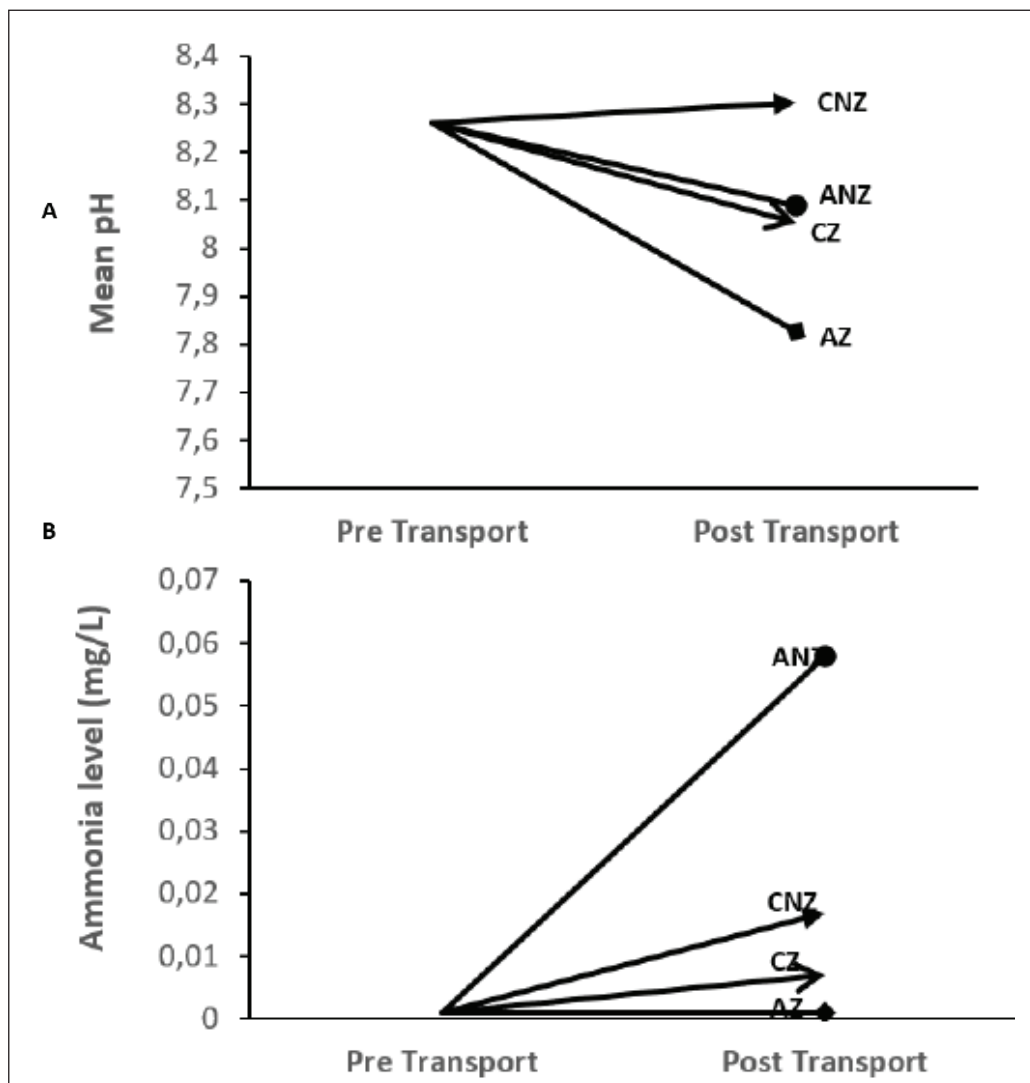 8,4
8,3
8,2
8,1
8
7,9
7,8
7,7
7,6
7,5
A
Mean pH
CNZ
ANZ
CZ
AZ
Pre Transport Post Transport
B
0,07
0,06
0,05
0,04
0,03
0,02
0,01
0
Ammonia level (mg/L)
ANZ
CNZ
CZ
AZ
Pre Transport Post Transport